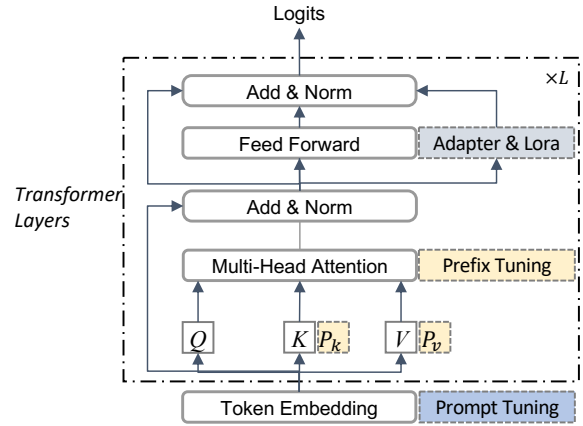 Logits
×L
Add & Norm
Feed Forward
Adapter & Lora
Transformer
Layers
Add & Norm
Multi-Head Attention
Prefix Tuning
Q
K
P_k
V
P_v
Token Embedding
Prompt Tuning